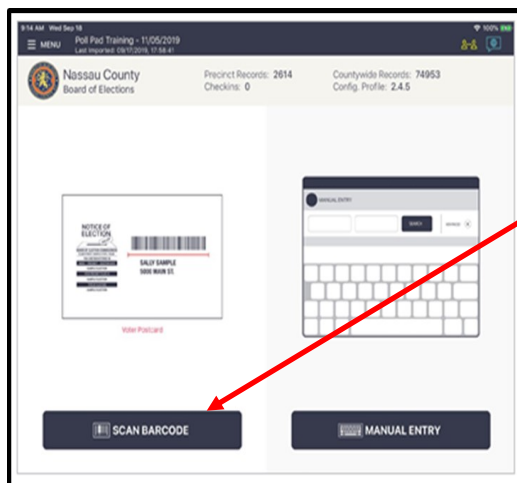 9:14 AM Wed Sep 18
100%
MENU
Poll Pad Training - 11/05/2019
Last Imported: 09/17/2019, 17:58:41
Nassau County
Board of Elections
Precinct Records: 2614
Checkins: 0
Countywide Records: 74953
Config. Profile: 2.4.5
NOTICE OF
ELECTION
SALLY SAMPLE
5000 MAIN ST.
Voter Postcard
MANUAL ENTRY
SEARCH
SCAN BARCODE
MANUAL ENTRY